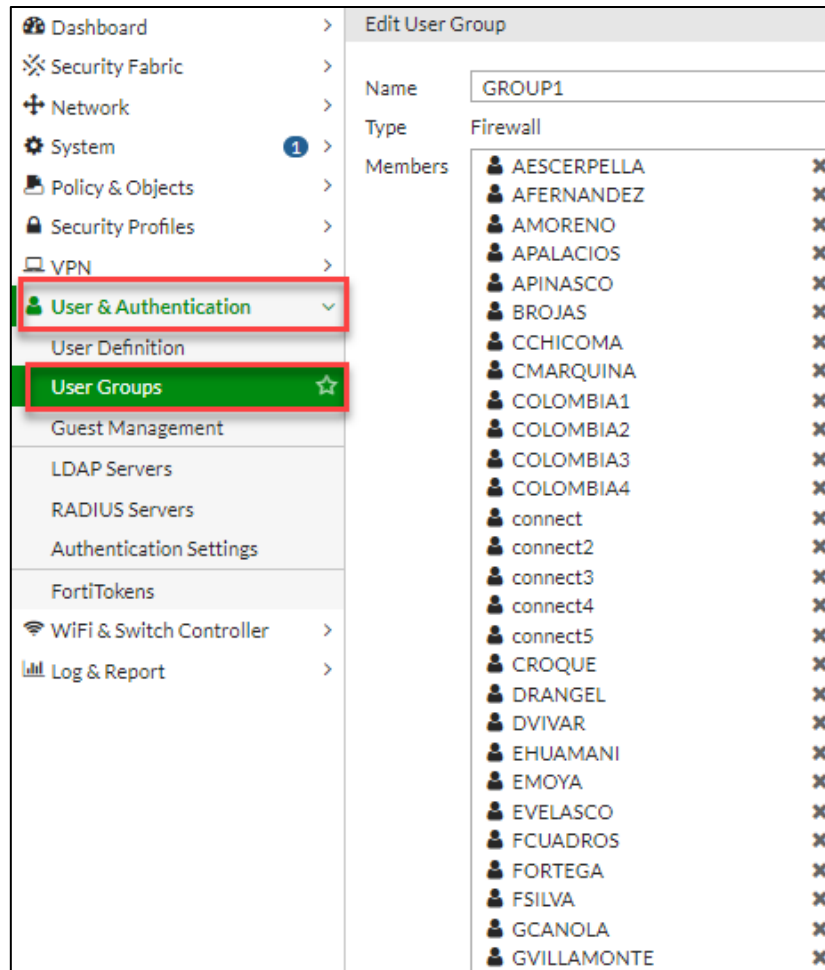 Dashboard
Security Fabric
Network
System 1
Policy & Objects
Security Profiles
VPN
User & Authentication
User Definition
User Groups
Guest Management
LDAP Servers
RADIUS Servers
Authentication Settings
FortiTokens
WiFi & Switch Controller
Log & Report
Edit User Group
Name GROUP1
Type Firewall
Members AESCERPELLA
AFERNANDEZ
AMORENO
APALACIOS
APINASCO
BROJAS
CCHICOMA
CMARQUINA
COLOMBIA1
COLOMBIA2
COLOMBIA3
COLOMBIA4
connect
connect2
connect3
connect4
connect5
CROQUE
DRANGEL
DVIVAR
EHUAMANI
EMOYA
EVELASCO
FCUADROS
FORTEGA
FSILVA
GCANOLA
GVILLAMONTE